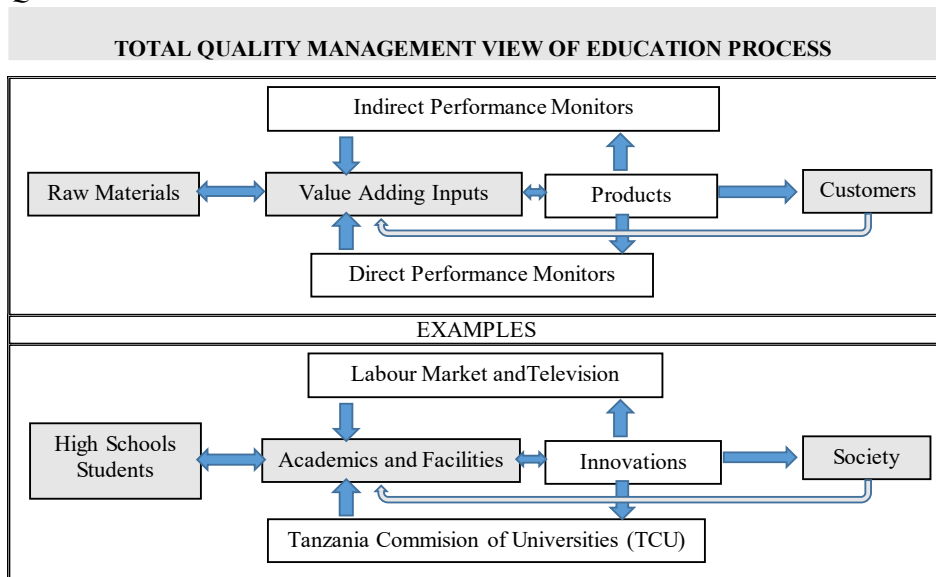 TOTAL QUALITY MANAGEMENT VIEW OF EDUCATION PROCESS
Indirect Performance Monitors
Raw Materials
Value Adding Inputs
Products
Customers
Direct Performance Monitors
EXAMPLES
Labour Market andTelevision
High Schools
Students
Academics and Facilities
Innovations
Society
Tanzania Commision of Universities (TCU)